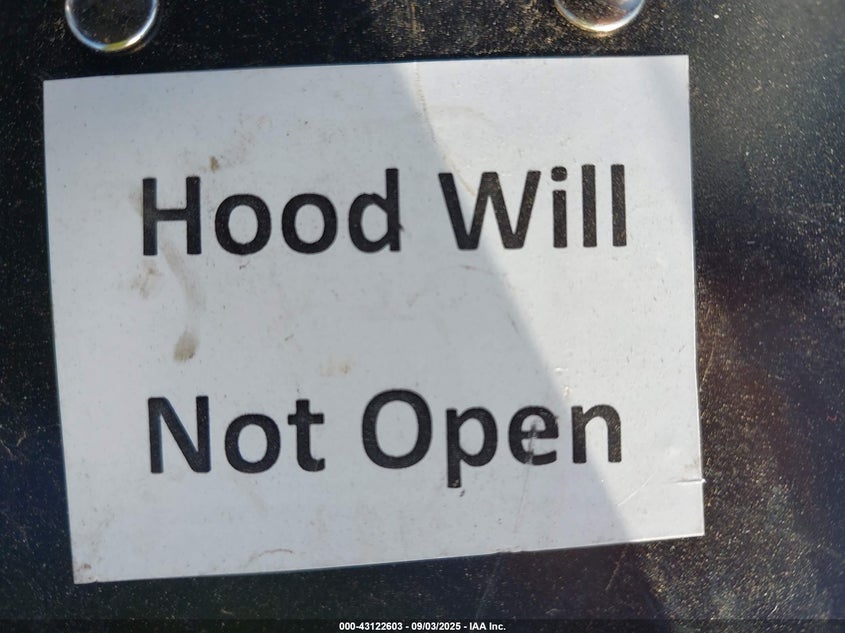 Hood Will
Not Open
000-43122603 - 09/03/2025 - IAA Inc.